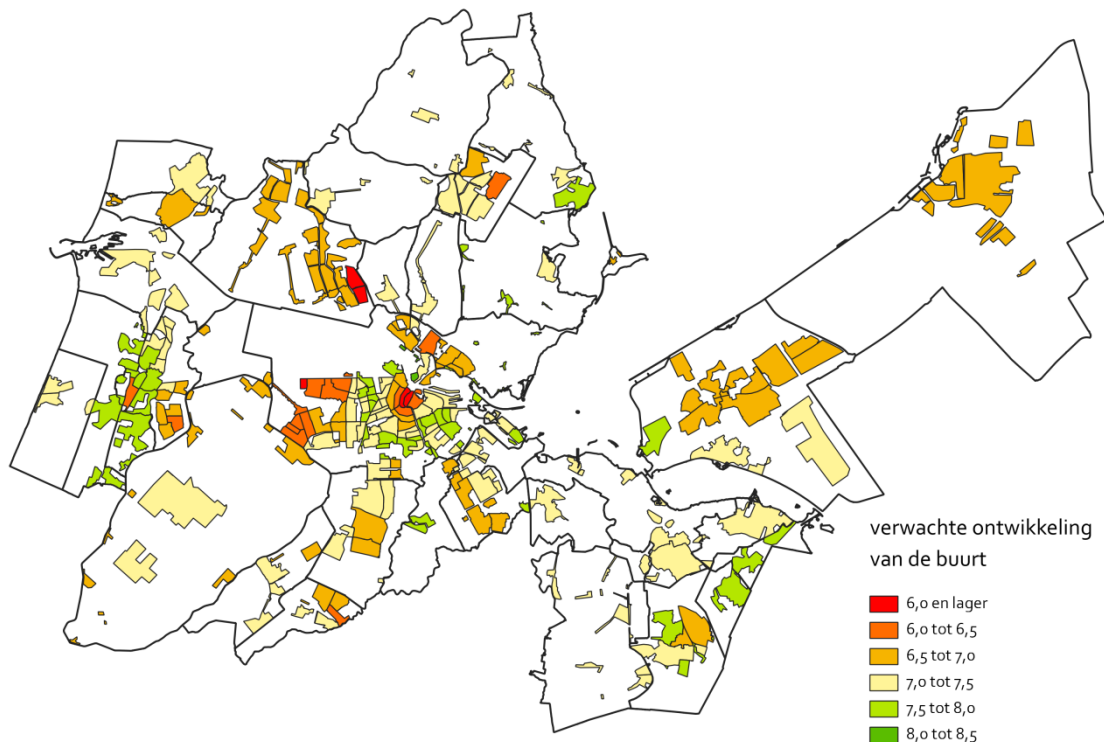 verwachte ontwikkeling
van de buurt
6,0 en lager
6,0 tot 6,5
6,5 tot 7,0
7,0 tot 7,5
7,5 tot 8,0
8,0 tot 8,5